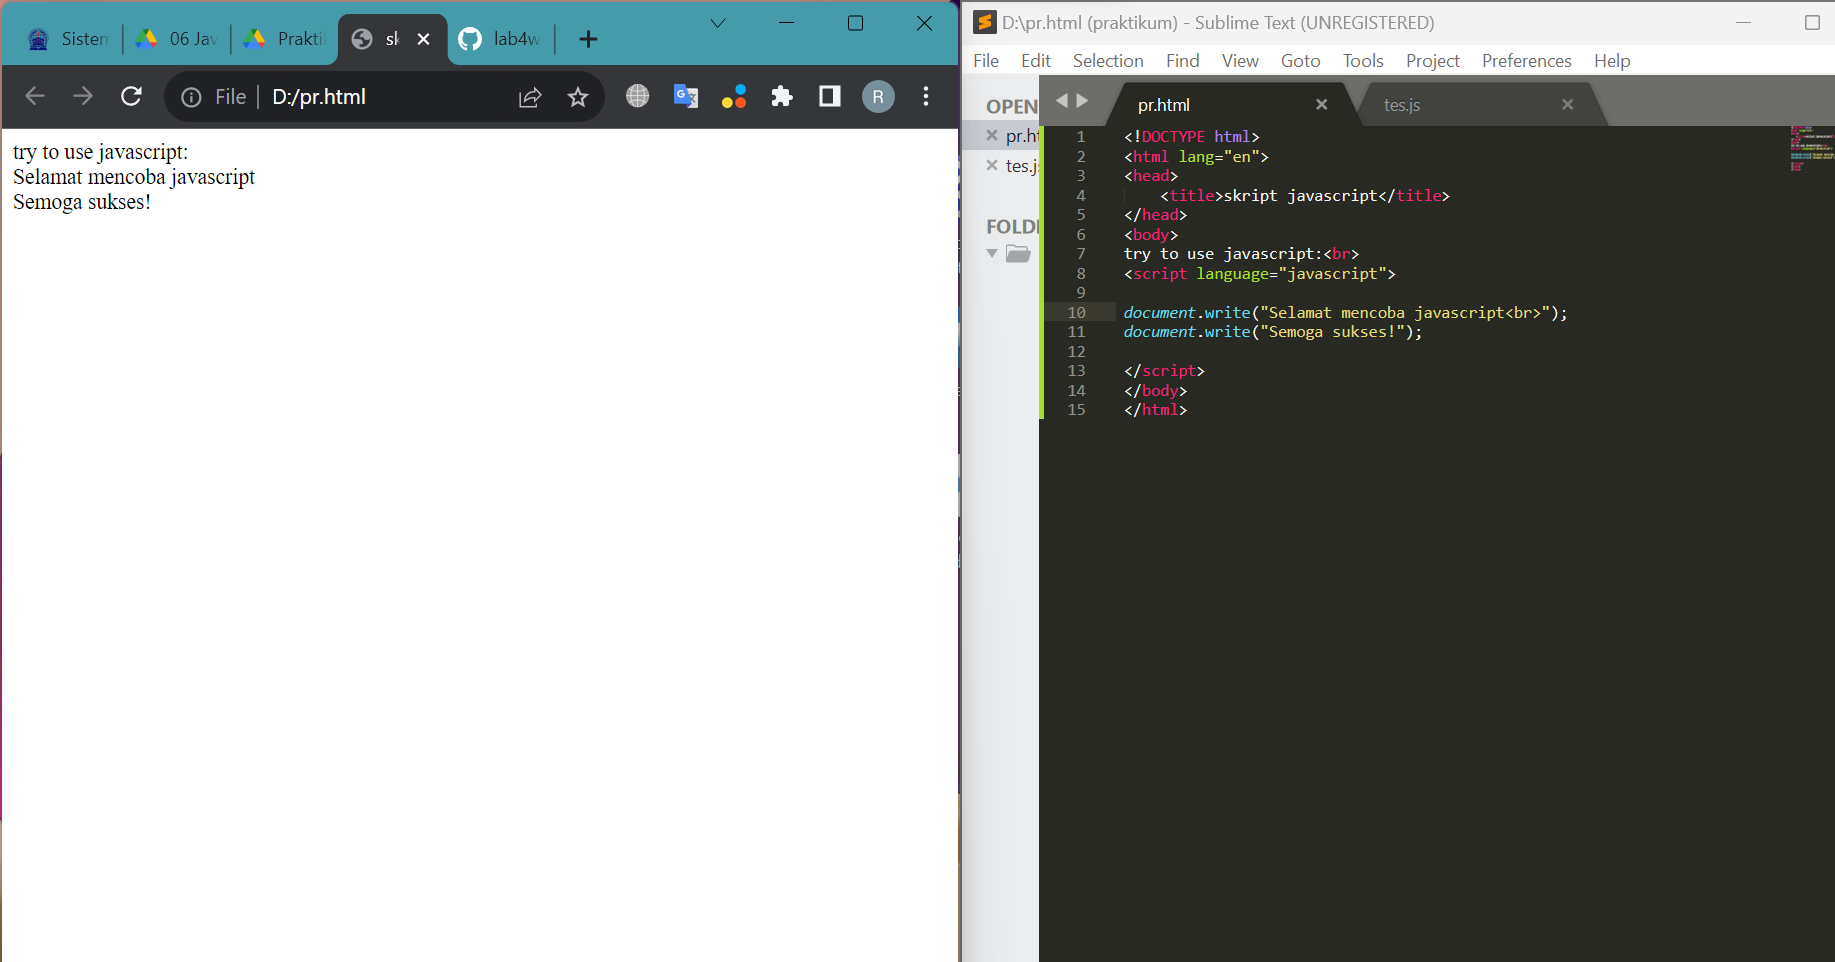 Sistem
06 Jav
Prakti
sk
lab4w
File
D:/pr.html
R
try to use javascript:
Selamat mencoba javascript
Semoga sukses!
D:\pr.html (praktikum) - Sublime Text (UNREGISTERED)
File Edit Selection Find View Goto Tools Project Preferences Help
OPEN
pr.ht
tes.js
FOLDE
pr.html
tes.js
1 <!DOCTYPE html>
2 <html lang="en">
3 <head>
4 <title>skript javascript</title>
5 </head>
6 <body>
7 try to use javascript:<br>
8 <script language="javascript">
9
10 document.write("Selamat mencoba javascript<br>");
11 document.write("Semoga sukses!");
12
13 </script>
14 </body>
15 </html>